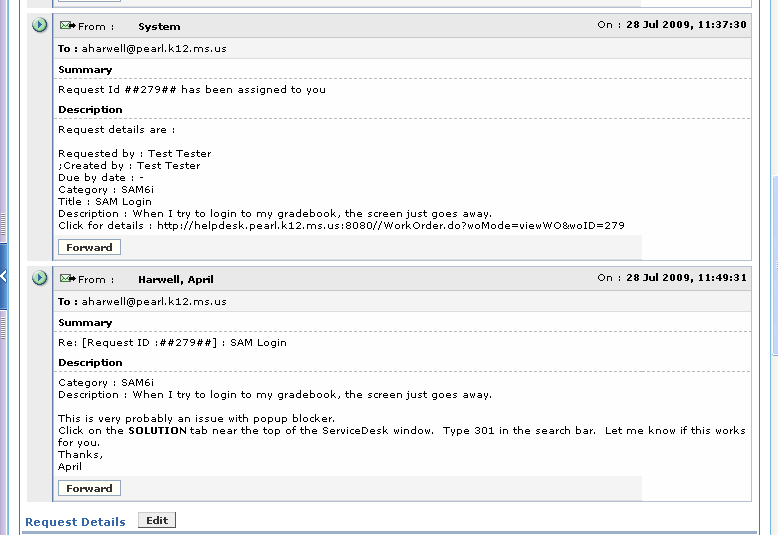 From : System On : 28 Jul 2009, 11:37:30
To : aharwell@pearl.k12.ms.us
Summary
Request Id ##279## has been assigned to you
Description
Request details are :
Requested by : Test Tester
;Created by : Test Tester
Due by date : -
Category : SAM6i
Title : SAM Login
Description : When I try to login to my gradebook, the screen just goes away.
Click for details : http://helpdesk.pearl.k12.ms.us:8080//WorkOrder.do?woMode=viewWO&woID=279
Forward
From : Harwell, April On : 28 Jul 2009, 11:49:31
To : aharwell@pearl.k12.ms.us
Summary
Re: [Request ID :##279##] : SAM Login
Description
Category : SAM6i
Description : When I try to login to my gradebook, the screen just goes away.
This is very probably an issue with popup blocker.
Click on the SOLUTION tab near the top of the ServiceDesk window. Type 301 in the search bar. Let me know if this works
for you.
Thanks,
April
Forward
Request Details Edit